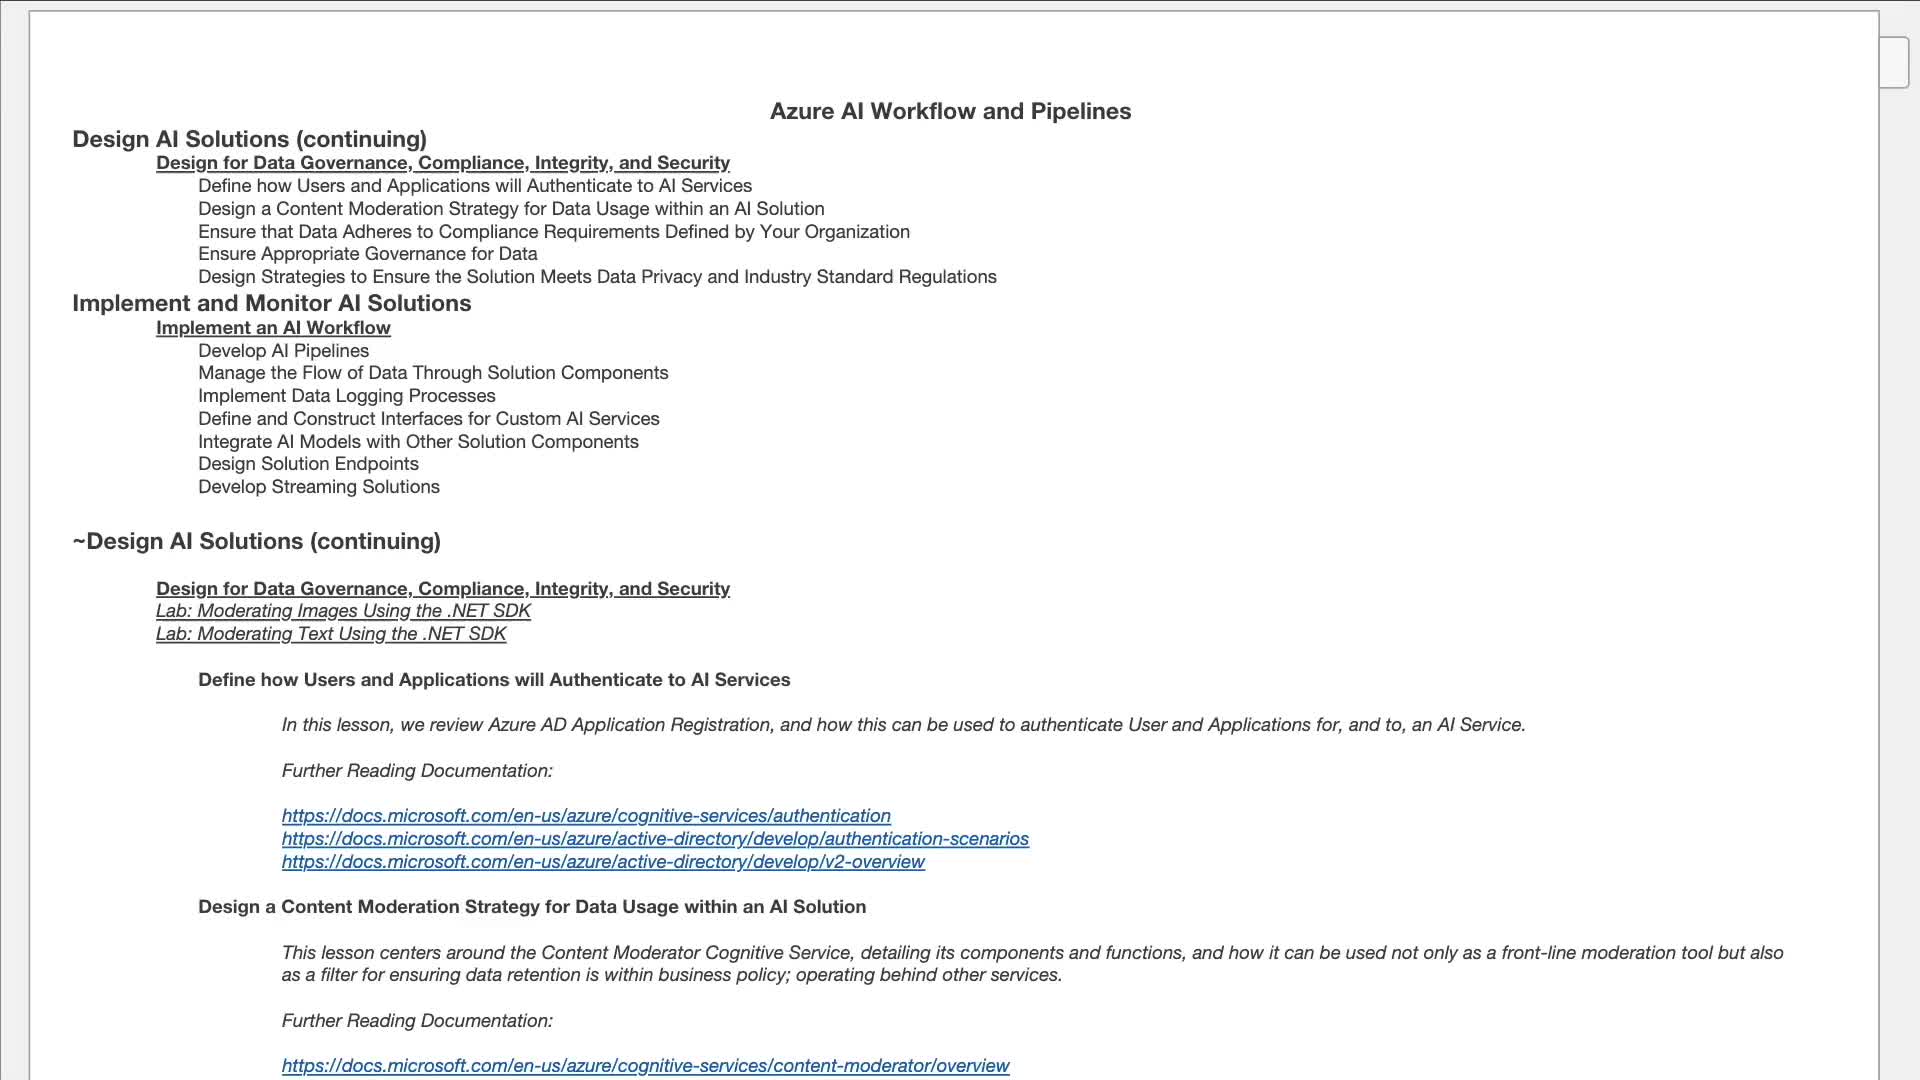 Azure AI Workflow and Pipelines
Design AI Solutions (continuing)
Design for Data Governance, Compliance, Integrity, and Security
Define how Users and Applications will Authenticate to AI Services
Design a Content Moderation Strategy for Data Usage within an AI Solution
Ensure that Data Adheres to Compliance Requirements Defined by Your Organization
Ensure Appropriate Governance for Data
Design Strategies to Ensure the Solution Meets Data Privacy and Industry Standard Regulations
Implement and Monitor AI Solutions
Implement an AI Workflow
Develop AI Pipelines
Manage the Flow of Data Through Solution Components
Implement Data Logging Processes
Define and Construct Interfaces for Custom AI Services
Integrate AI Models with Other Solution Components
Design Solution Endpoints
Develop Streaming Solutions
~Design AI Solutions (continuing)
Design for Data Governance, Compliance, Integrity, and Security
Lab: Moderating Images Using the .NET SDK
Lab: Moderating Text Using the .NET SDK
Define how Users and Applications will Authenticate to AI Services
In this lesson, we review Azure AD Application Registration, and how this can be used to authenticate User and Applications for, and to, an AI Service.
Further Reading Documentation:
https://docs.microsoft.com/en-us/azure/cognitive-services/authentication
https://docs.microsoft.com/en-us/azure/active-directory/develop/authentication-scenarios
https://docs.microsoft.com/en-us/azure/active-directory/develop/v2-overview
Design a Content Moderation Strategy for Data Usage within an AI Solution
This lesson centers around the Content Moderator Cognitive Service, detailing its components and functions, and how it can be used not only as a front-line moderation tool but also
as a filter for ensuring data retention is within business policy; operating behind other services.
Further Reading Documentation:
https://docs.microsoft.com/en-us/azure/cognitive-services/content-moderator/overview